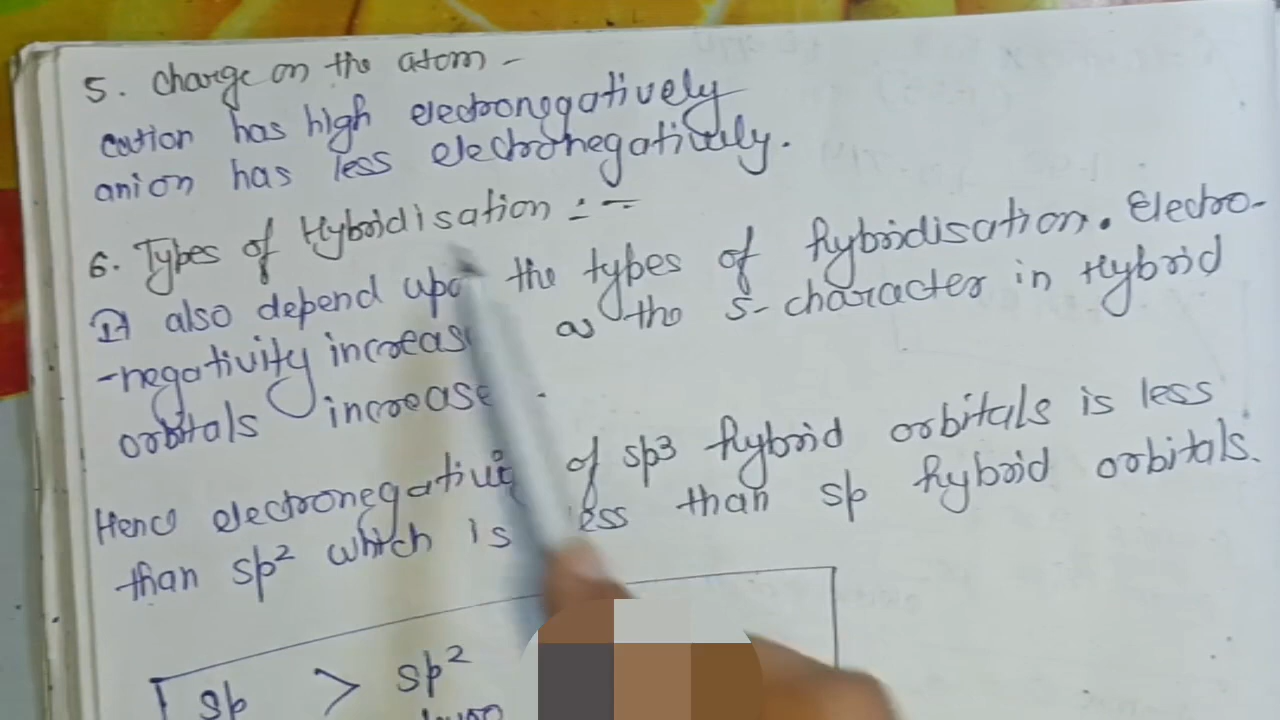 5. Charge on the atom -
cation has high electronegatively
anion has less electronegatively.
6. Types of Hybridisation :-
It also depend upo the types of hybridisation. Electro-
-negativity increase as the s-character in Hybrid
orbitals increase.
Hence electronegativi of sp3 hybrid orbitals is less
than sp2 which is less than sp hybrid orbitals.
sp > sp2